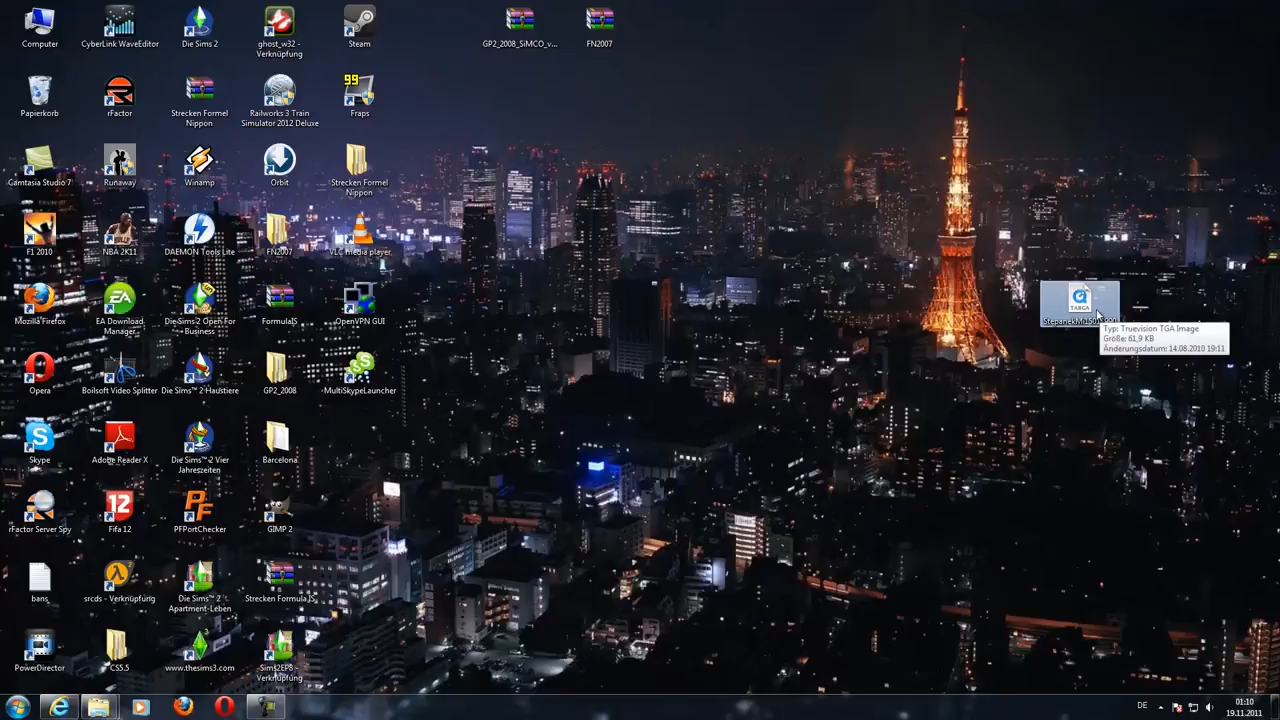 Computer
CyberLink WaveEditor
Die Sims 2
ghost_w32 -
Verknüpfung
Steam
GP2_2008_SiMCO_v...
FN2007
Papierkorb
rFactor
Strecken Formel
Nippon
Railworks 3 Train
Simulator 2012 Deluxe
99
Fraps
Camtasia Studio 7
Runaway
Winamp
Orbit
Strecken Formel
Nippon
F1 2010
NBA 2K11
DAEMON Tools Lite
FN2007
VLC media player
Mozilla Firefox
EA Download
Manager
Die Sims 2 Open For
Business
FormulaJS
OpenVPN GUI
TARGA
Typ: Truevision TGA Image
Größe: 61,9 KB
Änderungsdatum: 14.08.2010 19:11
Opera
Boilsoft Video Splitter
Die Sims™ 2 Haustiere
GP2_2008
-MultiSkypeLauncher
Skype
Adobe Reader X
Die Sims™ 2 Vier
Jahreszeiten
Barcelona
rFactor Server Spy
12
Fifa 12
PF
PFPortChecker
GIMP 2
bans
srcds - Verknüpfung
Die Sims™ 2
Apartment-Leben
Strecken FormulaJS
PowerDirector
CS5.5
www.thesims3.com
Sims2EP8 -
Verknüpfung
DE
01:10
19.11.2011